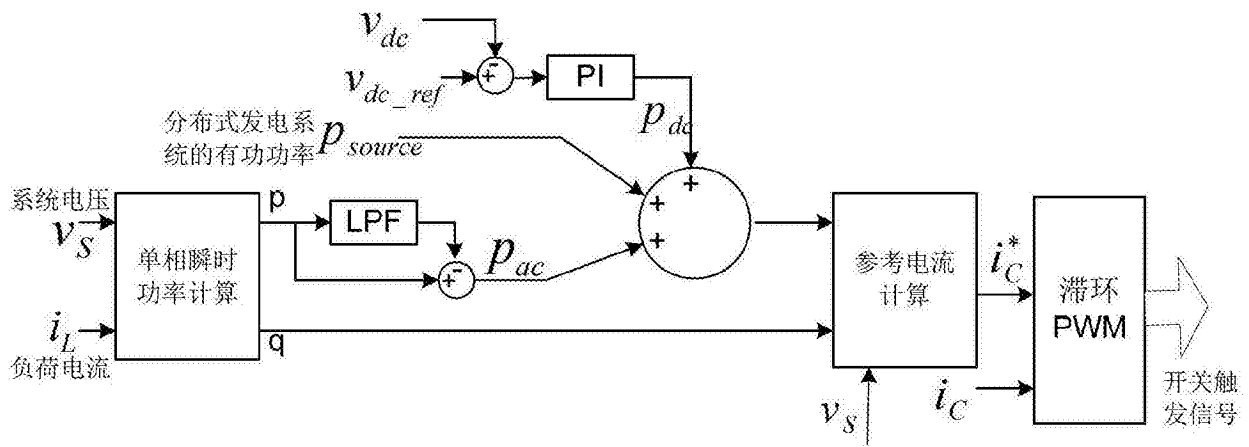 v_dc
v_dc_ref
PI
p_dc
分布式发电系
统的有功功率
p_source
系统电压
v_S
i_L
负荷电流
单相瞬时
功率计算
p
q
LPF
p_ac
+ -
+ -
+
+
+
参考电流
计算
v_S
i_C^*
i_C
滞环
PWM
开关触
发信号